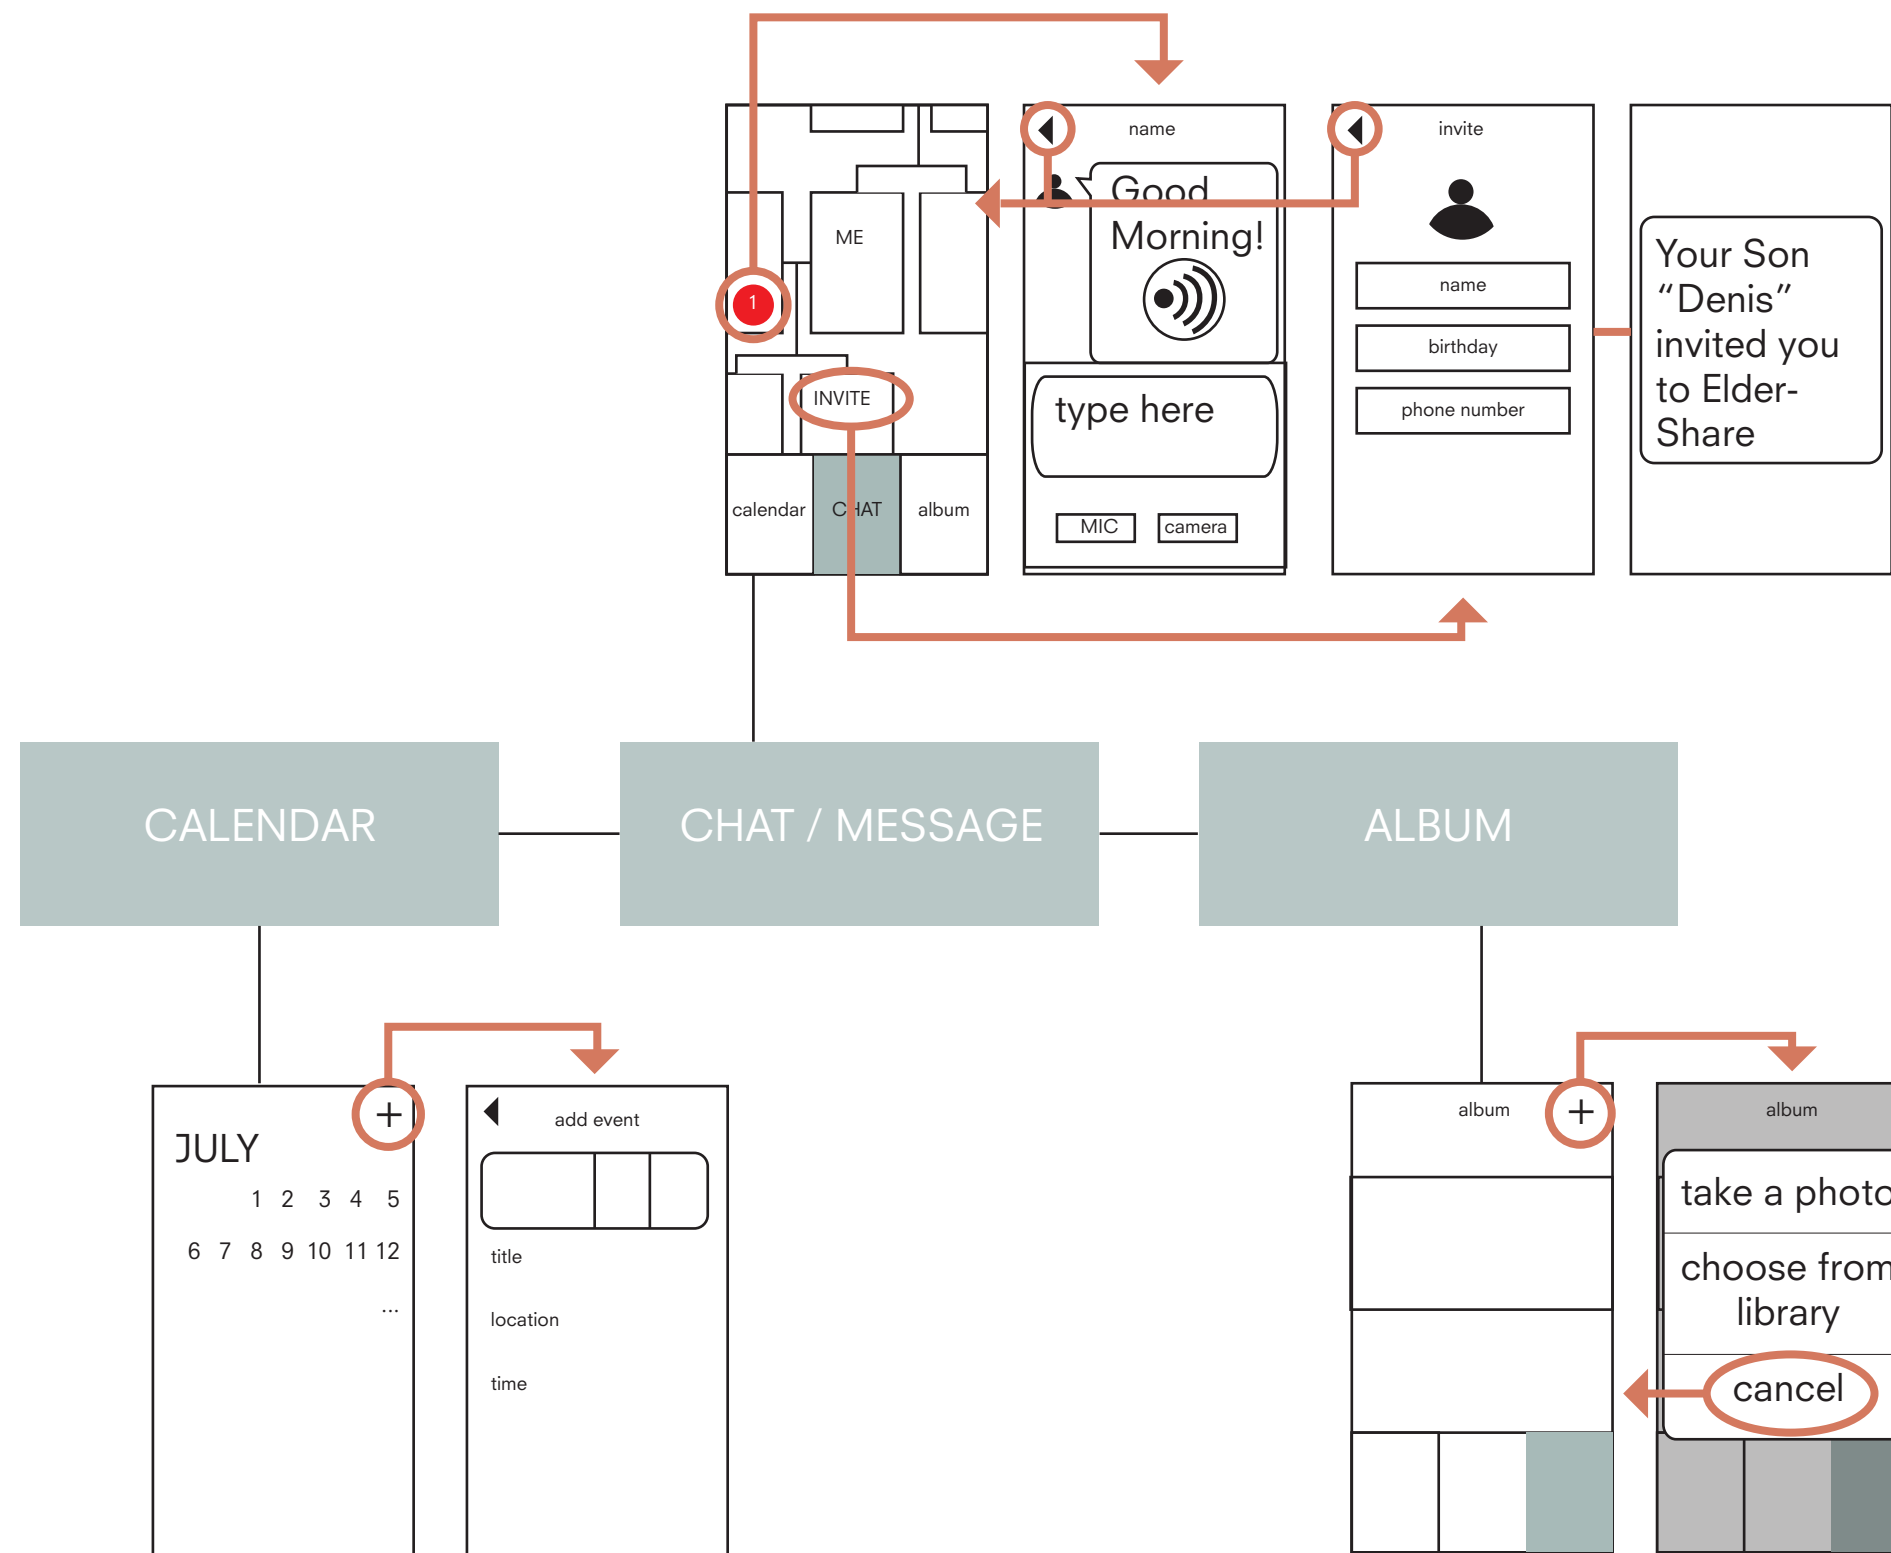 name
invite
Good
Morning!
ME
1
INVITE
type here
calendar
CHAT
album
MIC
camera
name
birthday
phone number
Your Son
“Denis”
invited you
to Elder-
Share
CALENDAR
CHAT / MESSAGE
ALBUM
+
JULY
1 2 3 4 5
6 7 8 9 10 11 12
...
add event
title
location
time
album
+
album
take a photo
choose from
library
cancel